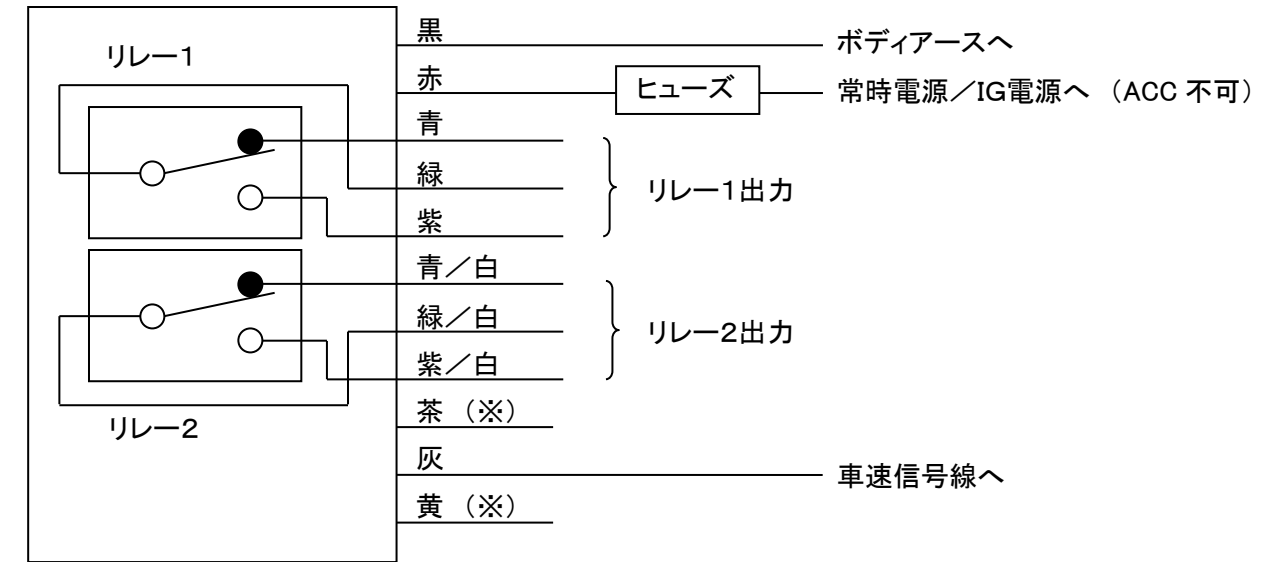 リレー1
黒
ボディアースへ
赤
ヒューズ
常時電源／IG電源へ （ACC 不可）
青
緑
リレー1出力
紫
青／白
緑／白
リレー2出力
紫／白
茶 （※）
リレー2
灰
車速信号線へ
黄 （※）